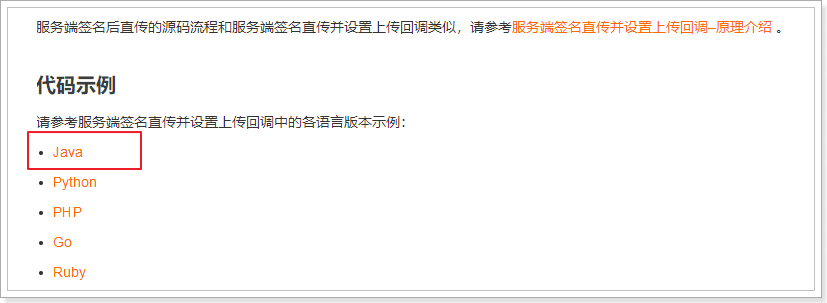 服务端签名后直传的源码流程和服务端签名直传并设置上传回调类似，请参考服务端签名直传并设置上传回调–原理介绍 。
代码示例
请参考服务端签名直传并设置上传回调中的各语言版本示例：
• Java
• Python
• PHP
• Go
• Ruby